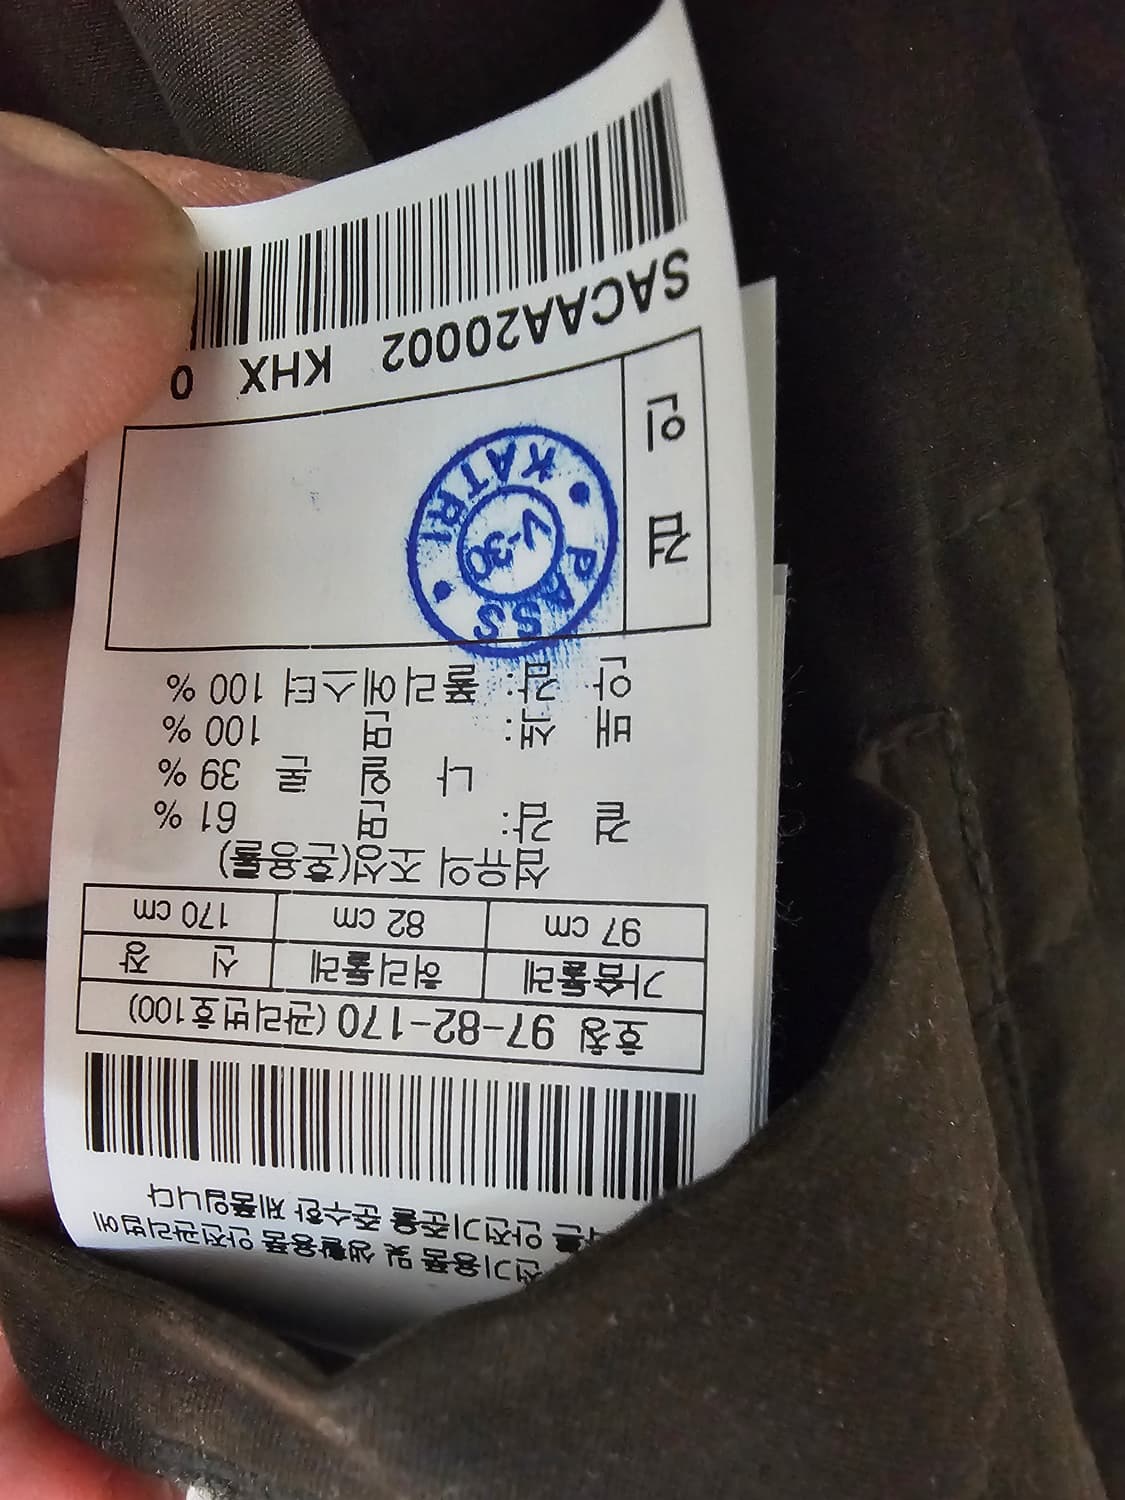 전기용품 및 생활용품 안전관리법에
안전기준을 준수한 제품입니다
호칭 97-82-170 (관리번호100)
가슴둘레 허리둘레 신 장
97 cm 82 cm 170 cm
섬유의 조성(혼용률)
겉 감: 면 61 %
나 일 론 39 %
배 색: 면 100 %
안 감: 폴리에스터 100 %
검 인
PASS
V-30
KATRI
SACAA20002 KHX 0